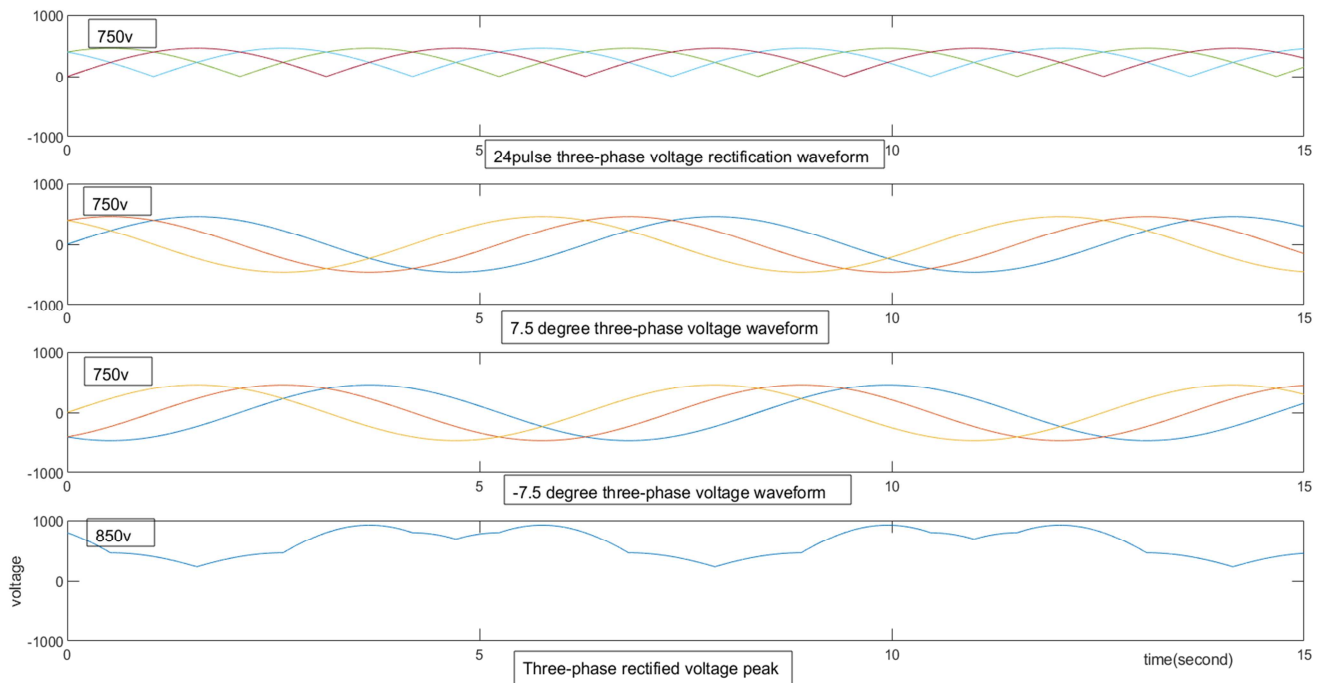 1000
750v
0
-1000
0 5 10 15
24pulse three-phase voltage rectification waveform
1000
750v
0
-1000
0 5 10 15
7.5 degree three-phase voltage waveform
1000
750v
0
-1000
0 5 10 15
-7.5 degree three-phase voltage waveform
1000
850v
0
voltage
-1000
0 5 10 15
time(second)
Three-phase rectified voltage peak